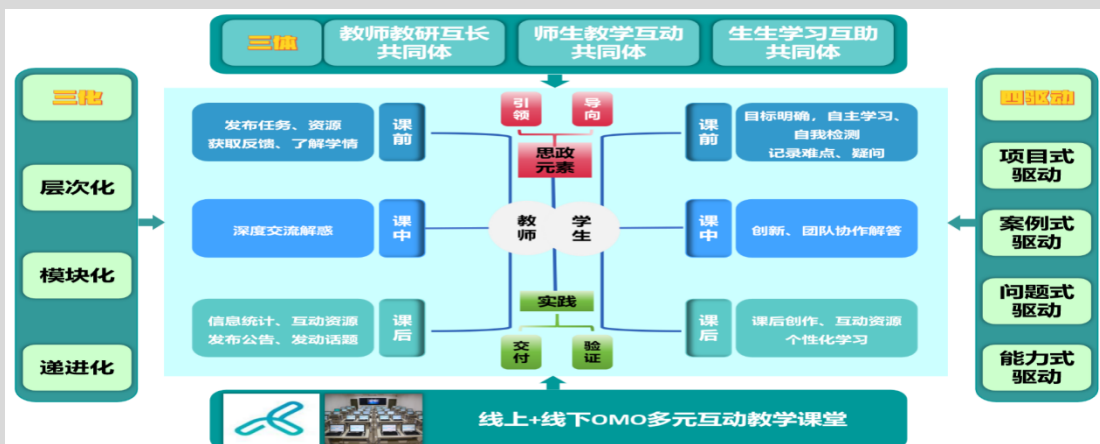 三体
教师教研互长
共同体
师生教学互动
共同体
生生学习互助
共同体
三化
层次化
模块化
递进化
发布任务、资源
获取反馈、了解学情
课前
深度交流解惑
课中
信息统计、互动资源
发布公告、发动话题
课后
引领
导向
思政
元素
教师
学生
实践
交付
验证
课前
目标明确，自主学习、
自我检测
记录难点、疑问
课中
创新、团队协作解答
课后
课后创作、互动资源
个性化学习
四驱动
项目式
驱动
案例式
驱动
问题式
驱动
能力式
驱动
线上+线下OMO多元互动教学课堂